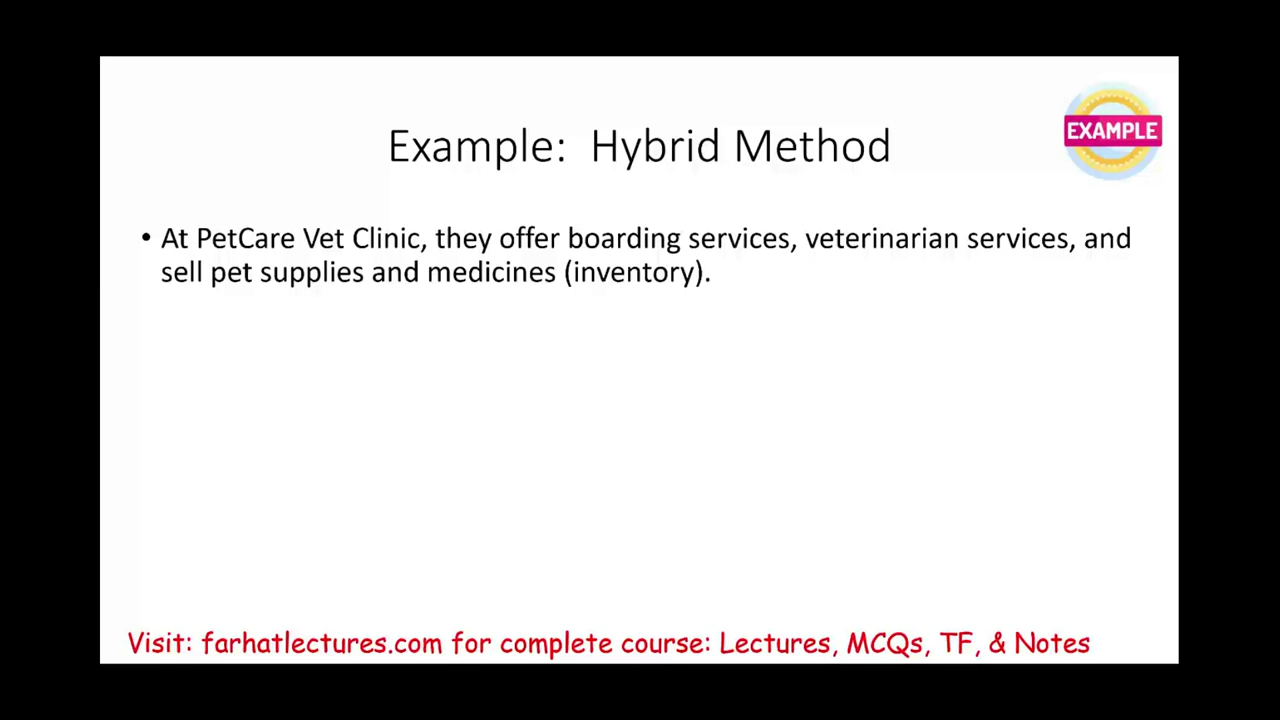 EXAMPLE
Example: Hybrid Method
• At PetCare Vet Clinic, they offer boarding services, veterinarian services, and
sell pet supplies and medicines (inventory).
Visit: farhatlectures.com for complete course: Lectures, MCQs, TF, & Notes